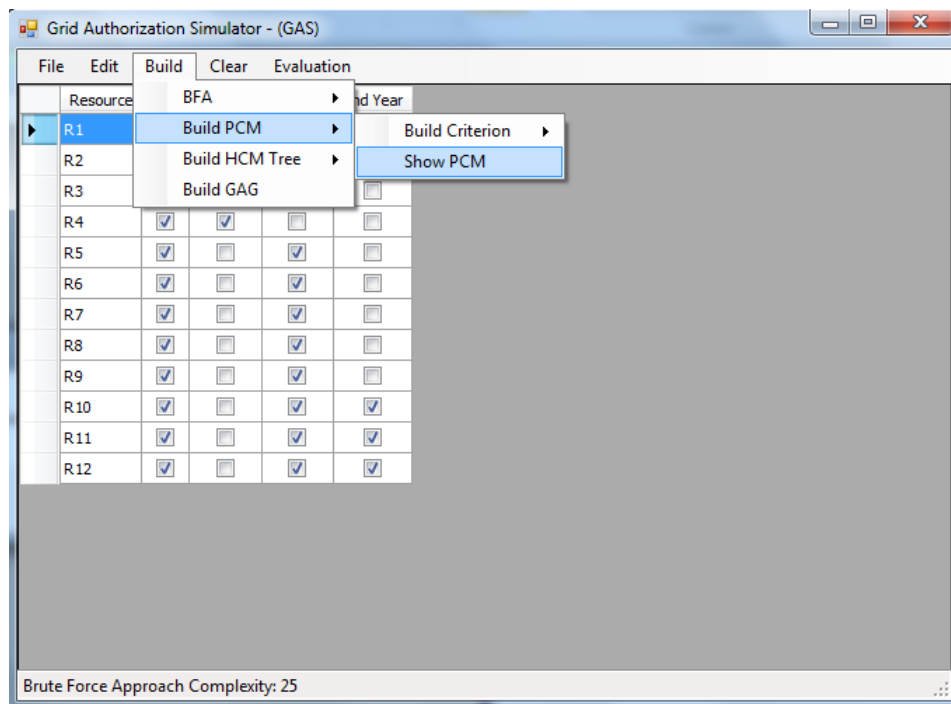 Grid Authorization Simulator - (GAS)
File Edit Build Clear Evaluation
Resource BFA nd Year
R1 Build PCM Build Criterion
R2 Build HCM Tree Show PCM
R3 Build GAG
R4
R5
R6
R7
R8
R9
R10
R11
R12
Brute Force Approach Complexity: 25